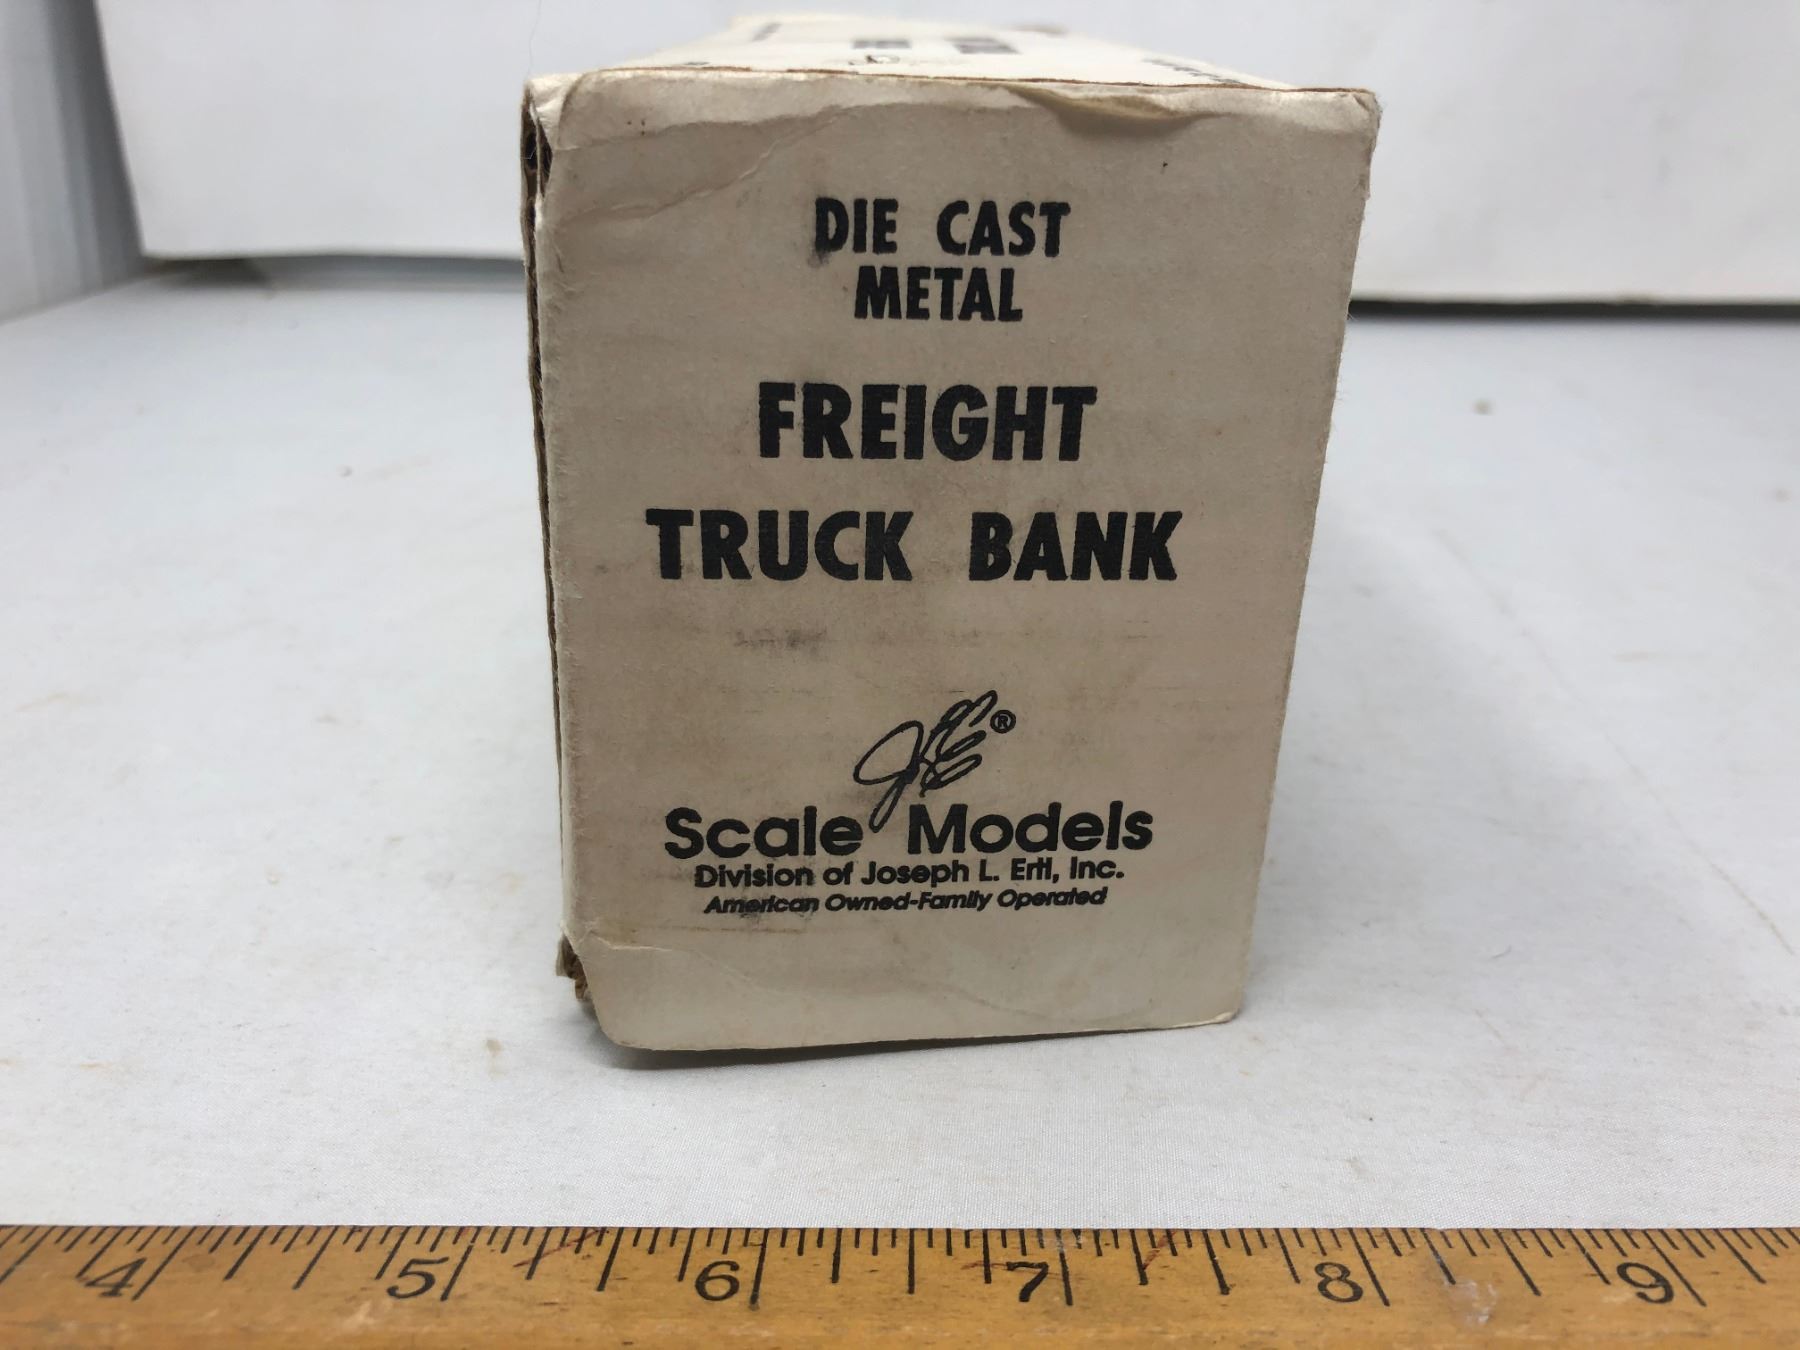 DIE CAST
METAL
FREIGHT
TRUCK BANK
JLE®
Scale Models
Division of Joseph L. Ertl, Inc.
American Owned-Family Operated
4 5 6 7 8 9